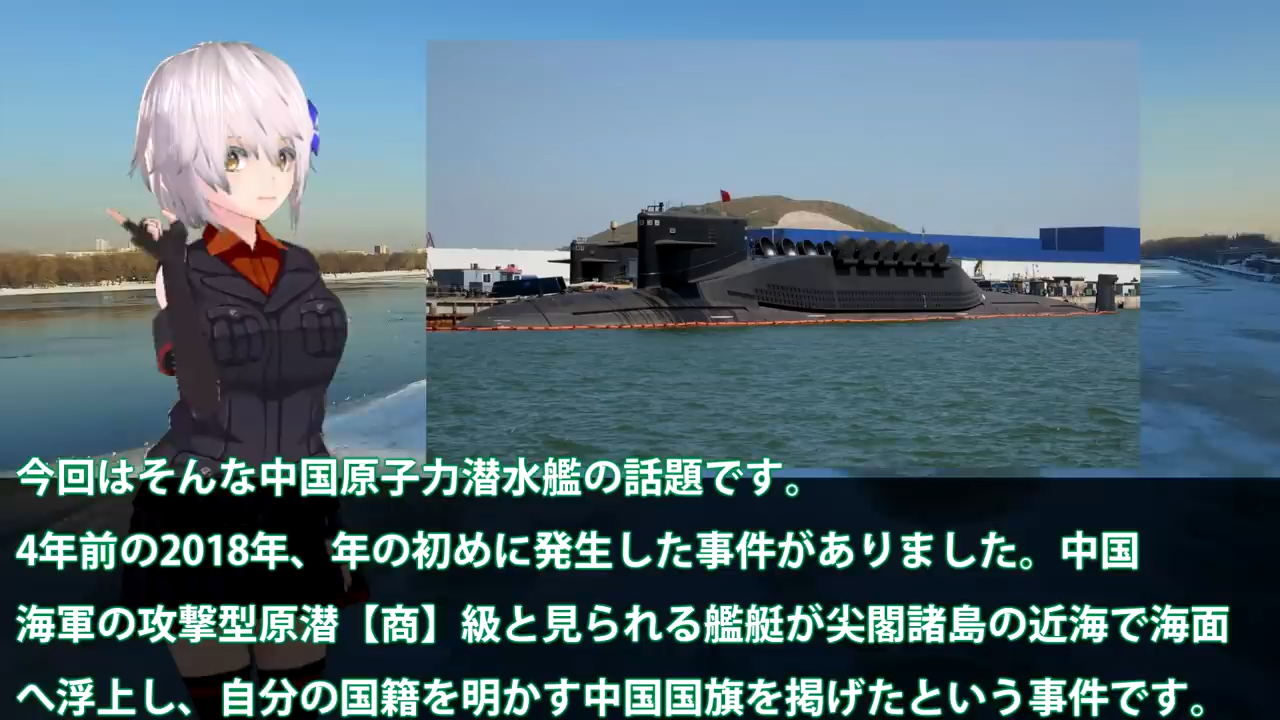 今回はそんな中国原子力潜水艦の話題です。
4年前の2018年、年の初めに発生した事件がありました。中国
海軍の攻撃型原潜【商】級と見られる艦艇が尖閣諸島の近海で海面
へ浮上し、自分の国籍を明かす中国国旗を掲げたという事件です。